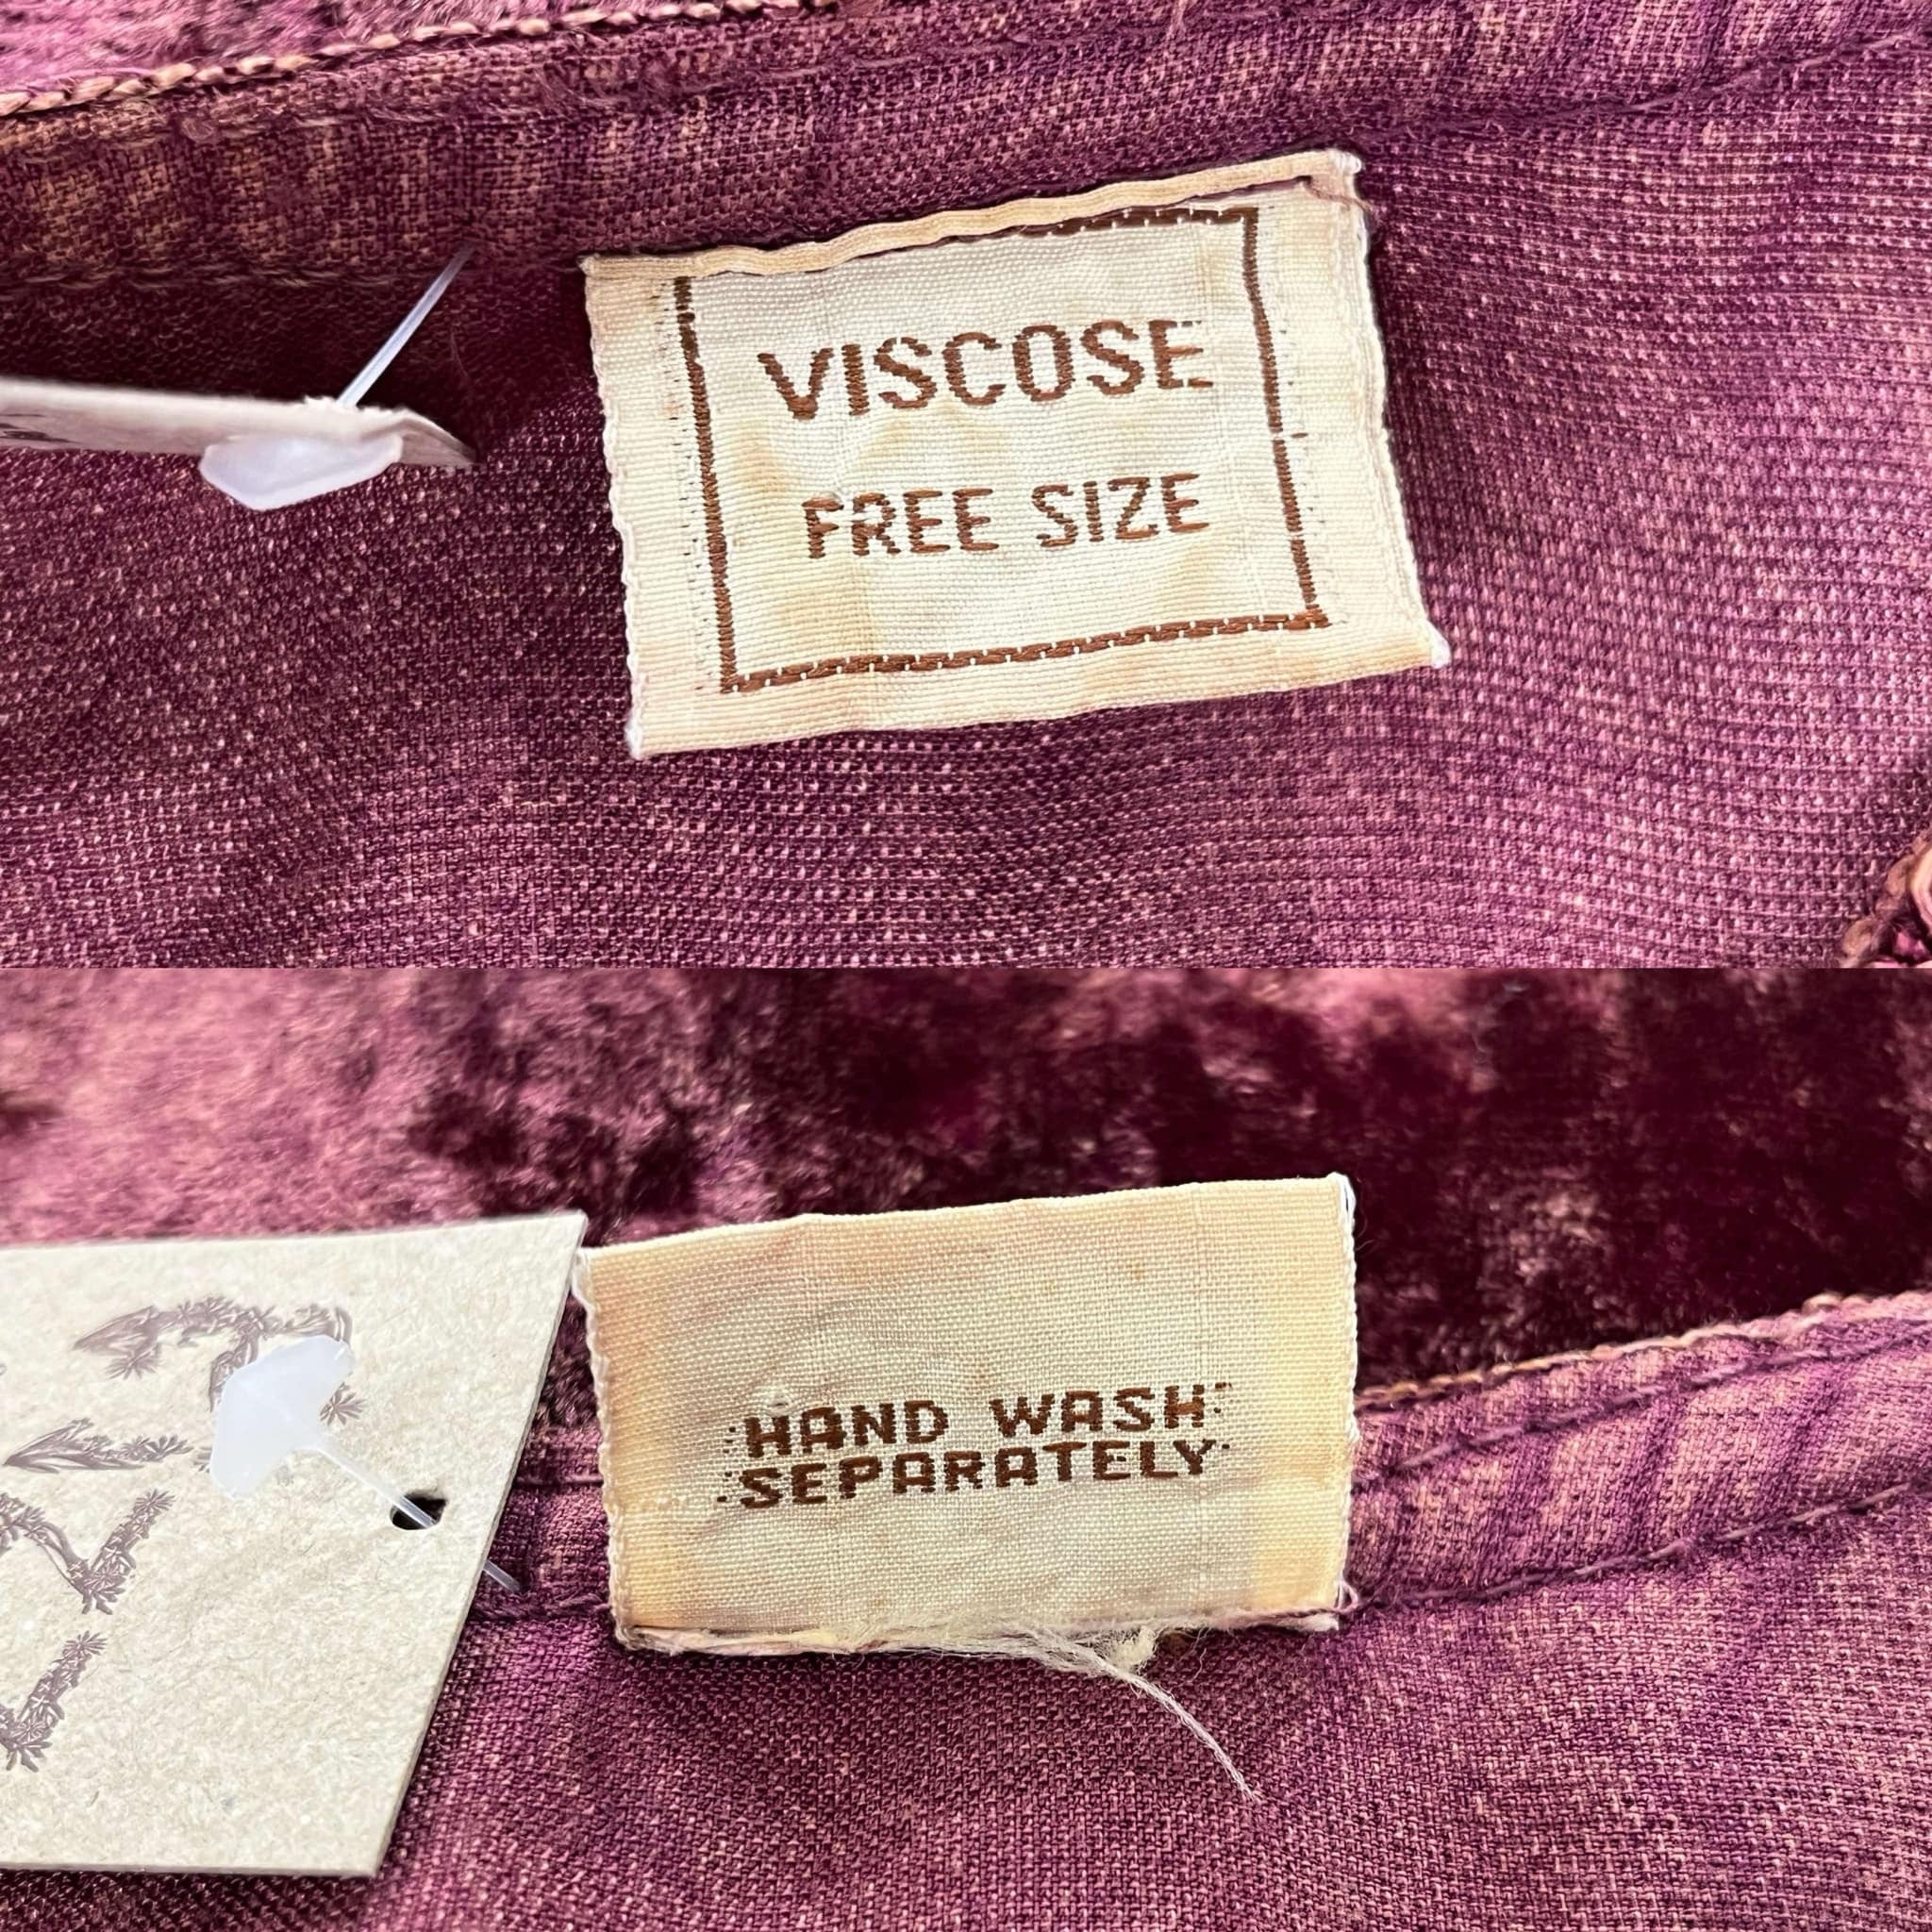 VISCOSE
FREE SIZE
HAND WASH
SEPARATELY